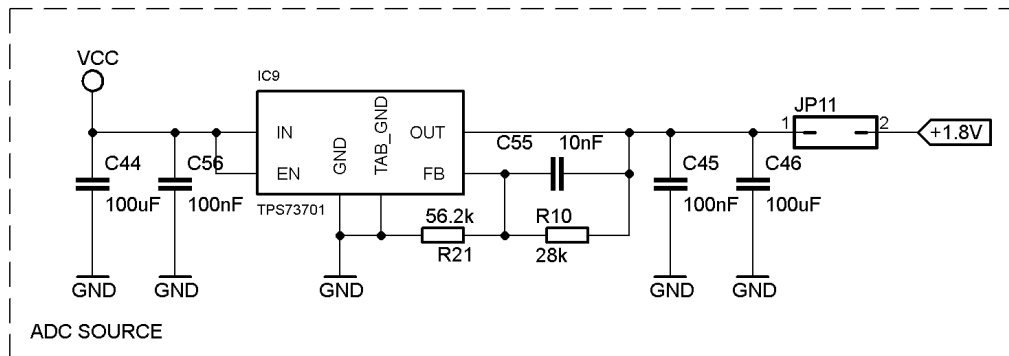 VCC
IC9
IN
EN
GND
TAB_GND
OUT
FB
TPS73701
C44
100uF
C56
100nF
C55
10nF
56.2k
R21
R10
28k
C45
100nF
C46
100uF
JP11
1
2
+1.8V
GND
GND
GND
GND
GND
ADC SOURCE